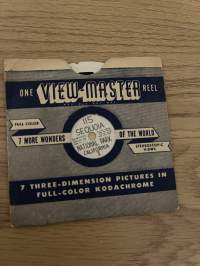 ONE VIEW-MASTER REEL
FULL COLOR
7 MORE WONDERS OF THE WORLD
STEREOSCOPIC
VIEWS
115
SEQUOIA
NATIONAL PARK
CALIFORNIA
7 THREE-DIMENSION PICTURES IN
FULL-COLOR KODACHROME